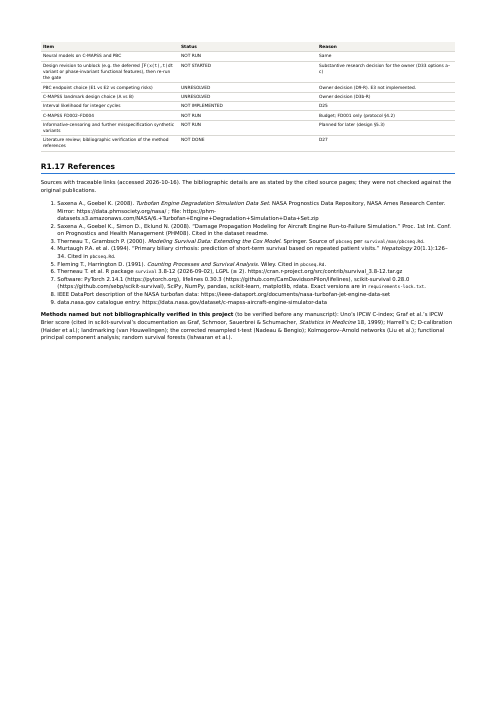 Item Status Reason
Neural models on C-MAPSS and PBC NOT RUN Same
Design revision to unblock (e.g. the deferred ∫F(x(t),t)dt NOT STARTED Substantive research decision for the owner (D33 options a–
variant or phase-invariant functional features), then re-run c)
the gate
PBC endpoint choice (E1 vs E2 vs competing risks) UNRESOLVED Owner decision (D9-R). E3 not implemented.
C-MAPSS landmark design choice (A vs B) UNRESOLVED Owner decision (D36-R)
Interval likelihood for integer cycles NOT IMPLEMENTED D25
C-MAPSS FD002–FD004 NOT RUN Budget; FD001 only (protocol §4.2)
Informative-censoring and further misspecification synthetic NOT RUN Planned for later (design §5.3)
variants
Literature review; bibliographic verification of the method NOT DONE D27
references
R1.17 References
Sources with traceable links (accessed 2026-10-16). The bibliographic details are as stated by the cited source pages; they were not checked against the
original publications.
1. Saxena A., Goebel K. (2008). Turbofan Engine Degradation Simulation Data Set. NASA Prognostics Data Repository, NASA Ames Research Center.
Mirror: https://data.phmsociety.org/nasa/ ; file: https://phm-
datasets.s3.amazonaws.com/NASA/6.+Turbofan+Engine+Degradation+Simulation+Data+Set.zip
2. Saxena A., Goebel K., Simon D., Eklund N. (2008). “Damage Propagation Modeling for Aircraft Engine Run-to-Failure Simulation.” Proc. 1st Int. Conf.
on Prognostics and Health Management (PHM08). Cited in the dataset readme.
3. Therneau T., Grambsch P. (2000). Modeling Survival Data: Extending the Cox Model. Springer. Source of pbcseq per survival/man/pbcseq.Rd.
4. Murtaugh P.A. et al. (1994). “Primary biliary cirrhosis: prediction of short-term survival based on repeated patient visits.” Hepatology 20(1.1):126–
34. Cited in pbcseq.Rd.
5. Fleming T., Harrington D. (1991). Counting Processes and Survival Analysis. Wiley. Cited in pbcseq.Rd.
6. Therneau T. et al. R package survival 3.8-12 (2026-09-02), LGPL (≥ 2), https://cran.r-project.org/src/contrib/survival_3.8-12.tar.gz
7. Software: PyTorch 2.14.1 (https://pytorch.org), lifelines 0.30.3 (https://github.com/CamDavidsonPilon/lifelines), scikit-survival 0.28.0
(https://github.com/sebp/scikit-survival), SciPy, NumPy, pandas, scikit-learn, matplotlib, rdata. Exact versions are in requirements-lock.txt.
8. IEEE DataPort description of the NASA turbofan data: https://ieee-dataport.org/documents/nasa-turbofan-jet-engine-data-set
9. data.nasa.gov catalogue entry: https://data.nasa.gov/dataset/c-mapss-aircraft-engine-simulator-data
Methods named but not bibliographically verified in this project (to be verified before any manuscript): Uno’s IPCW C-index; Graf et al.’s IPCW
Brier score (cited in scikit-survival’s documentation as Graf, Schmoor, Sauerbrei & Schumacher, Statistics in Medicine 18, 1999); Harrell’s C; D-calibration
(Haider et al.); landmarking (van Houwelingen); the corrected resampled t-test (Nadeau & Bengio); Kolmogorov–Arnold networks (Liu et al.); functional
principal component analysis; random survival forests (Ishwaran et al.).